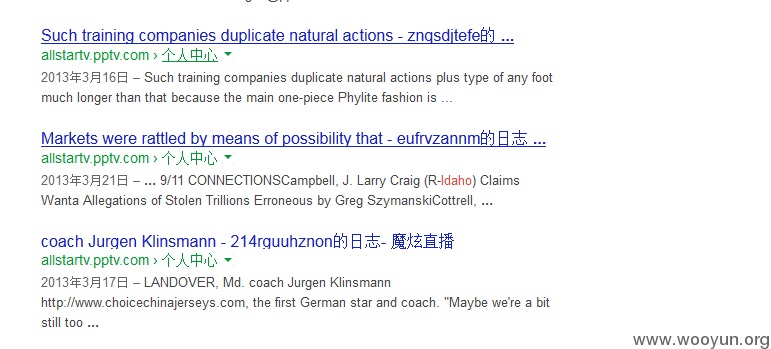 Such training companies duplicate natural actions - znqsdjtefe的 ...
allstartv.pptv.com › 个人中心
2013年3月16日 – Such training companies duplicate natural actions plus type of any foot
much longer than that because the main one-piece Phylite fashion is ...
Markets were rattled by means of possibility that - eufrvzannm的日志 ...
allstartv.pptv.com › 个人中心
2013年3月21日 – ... 9/11 CONNECTIONSCampbell, J. Larry Craig (R-Idaho) Claims
Wanta Allegations of Stolen Trillions Erroneous by Greg SzymanskiCottrell, ...
coach Jurgen Klinsmann - 214rguuhznon的日志- 魔炫直播
allstartv.pptv.com › 个人中心
2013年3月17日 – LANDOVER, Md. coach Jurgen Klinsmann
http://www.choicechinajerseys.com, the first German star and coach. "Maybe we're a bit
still too ...
www.wooyun.org